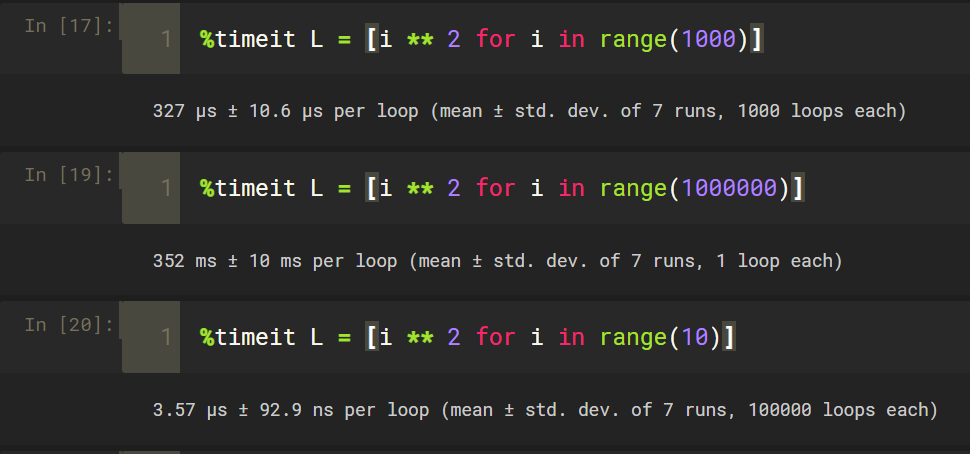 In [17]:
1 %timeit L = [i ** 2 for i in range(1000)]
327 µs ± 10.6 µs per loop (mean ± std. dev. of 7 runs, 1000 loops each)
In [19]:
1 %timeit L = [i ** 2 for i in range(1000000)]
352 ms ± 10 ms per loop (mean ± std. dev. of 7 runs, 1 loop each)
In [20]:
1 %timeit L = [i ** 2 for i in range(10)]
3.57 µs ± 92.9 ns per loop (mean ± std. dev. of 7 runs, 100000 loops each)